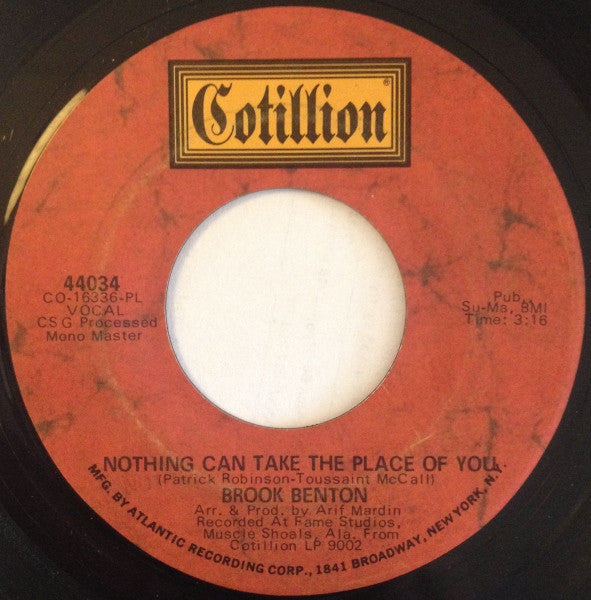 Cotillion®
44034
CO-16336-PL
VOCAL
CSG Processed
Mono Master
Pub.,
Su-Ma, BMI
Time: 3:16
NOTHING CAN TAKE THE PLACE OF YOU
(Patrick Robinson-Toussaint McCall)
BROOK BENTON
Arr. & Prod. by Arif Mardin
Recorded At Fame Studios,
Muscle Shoals, Ala. From
Cotillion LP 9002
MFG. BY ATLANTIC RECORDING CORP., 1841 BROADWAY, NEW YORK, N.Y.